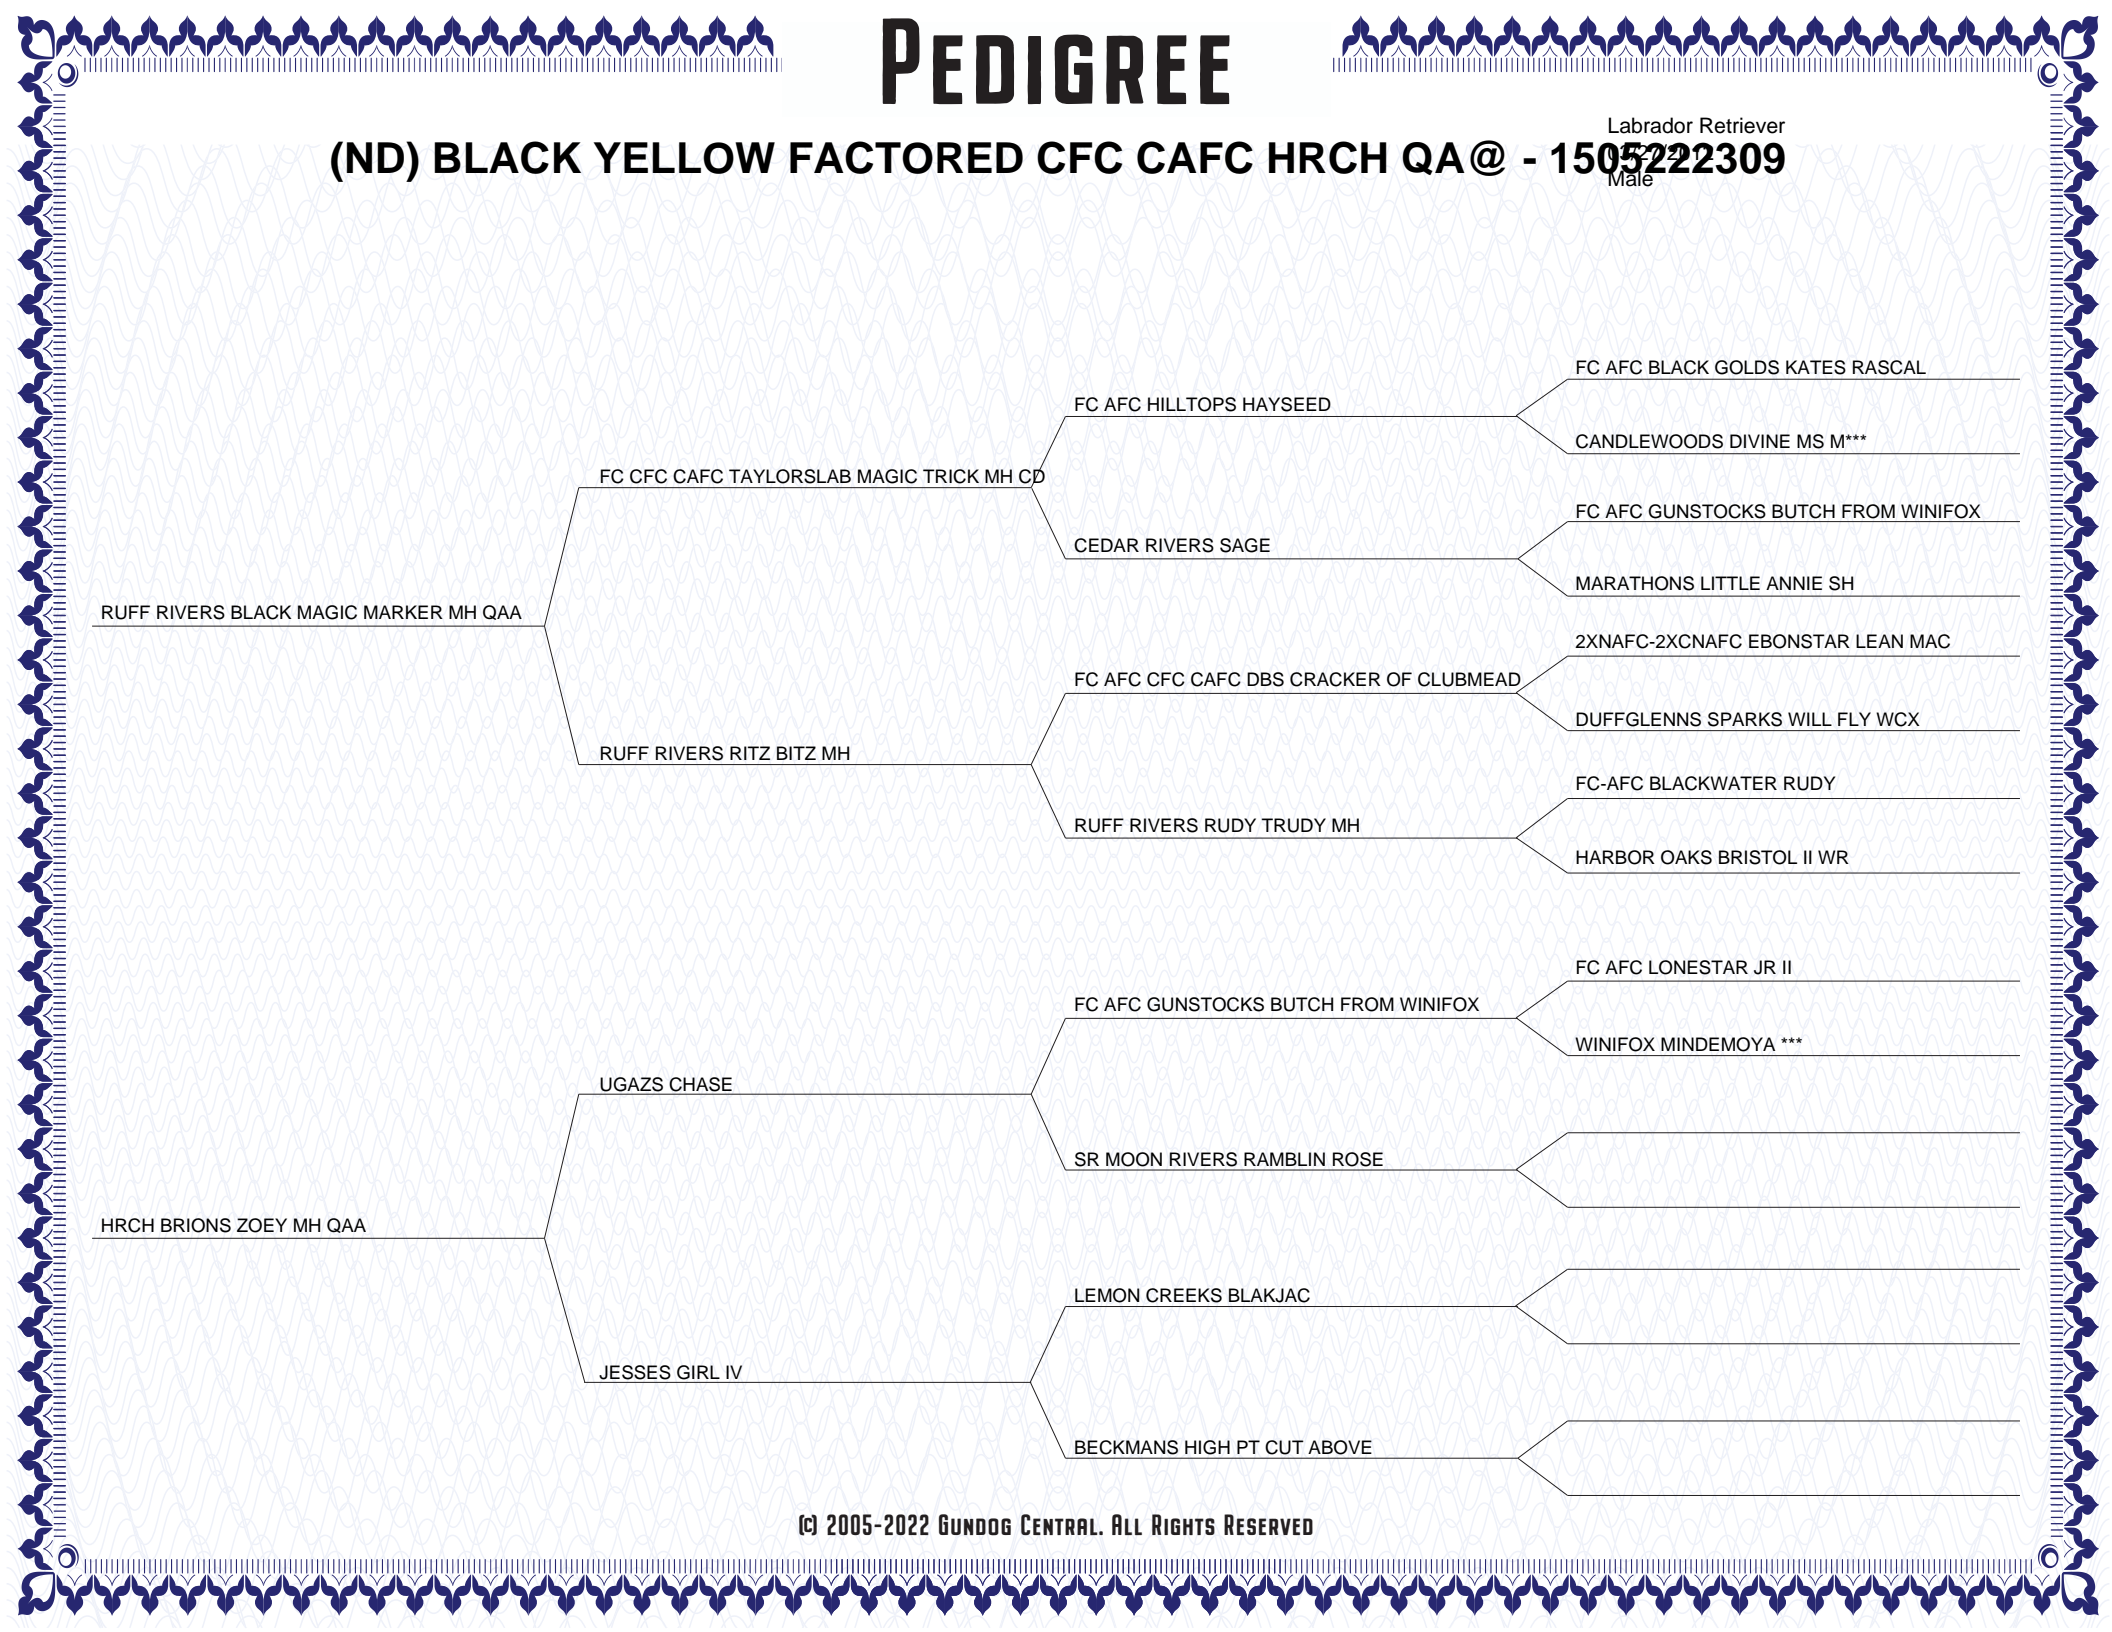 PEDIGREE
Labrador Retriever
(ND) BLACK YELLOW FACTORED CFC CAFC HRCH QA@ - 1505222309
Male
FC AFC BLACK GOLDS KATES RASCAL
FC AFC HILLTOPS HAYSEED
CANDLEWOODS DIVINE MS M***
FC CFC CAFC TAYLORSLAB MAGIC TRICK MH CD
FC AFC GUNSTOCKS BUTCH FROM WINIFOX
CEDAR RIVERS SAGE
MARATHONS LITTLE ANNIE SH
RUFF RIVERS BLACK MAGIC MARKER MH QAA
2XNAFC-2XCNAFC EBONSTAR LEAN MAC
FC AFC CFC CAFC DBS CRACKER OF CLUBMEAD
DUFFGLENNS SPARKS WILL FLY WCX
RUFF RIVERS RITZ BITZ MH
FC-AFC BLACKWATER RUDY
RUFF RIVERS RUDY TRUDY MH
HARBOR OAKS BRISTOL II WR
FC AFC LONESTAR JR II
FC AFC GUNSTOCKS BUTCH FROM WINIFOX
WINIFOX MINDEMOYA ***
UGAZS CHASE
SR MOON RIVERS RAMBLIN ROSE
HRCH BRIONS ZOEY MH QAA
LEMON CREEKS BLAKJAC
JESSES GIRL IV
BECKMANS HIGH PT CUT ABOVE
(C) 2005-2022 GUNDOG CENTRAL. ALL RIGHTS RESERVED